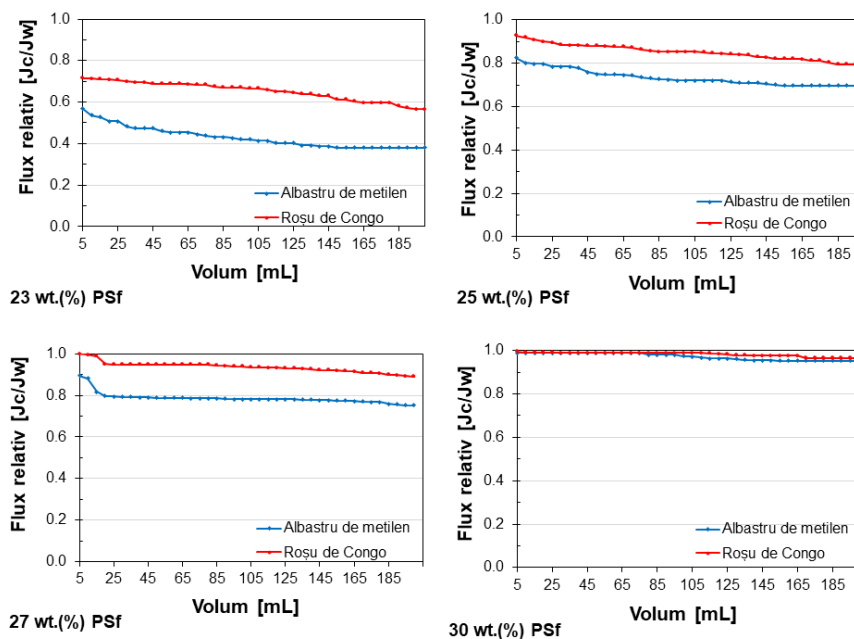 Flux relativ [Jc/Jw]
1.0
0.8
0.6
0.4
0.2
0.0
Albastru de metilen
Roșu de Congo
5 25 45 65 85 105 125 145 165 185
Volum [mL]
23 wt.(%) PSf
Flux relativ [Jc/Jw]
1.0
0.8
0.6
0.4
0.2
0.0
Albastru de metilen
Roșu de Congo
5 25 45 65 85 105 125 145 165 185
Volum [mL]
25 wt.(%) PSf
Flux relativ [Jc/Jw]
1.0
0.8
0.6
0.4
0.2
0.0
Albastru de metilen
Roșu de Congo
5 25 45 65 85 105 125 145 165 185
Volum [mL]
27 wt.(%) PSf
Flux relativ [Jc/Jw]
1.0
0.8
0.6
0.4
0.2
0.0
Albastru de metilen
Roșu de Congo
5 25 45 65 85 105 125 145 165 185
Volum [mL]
30 wt.(%) PSf